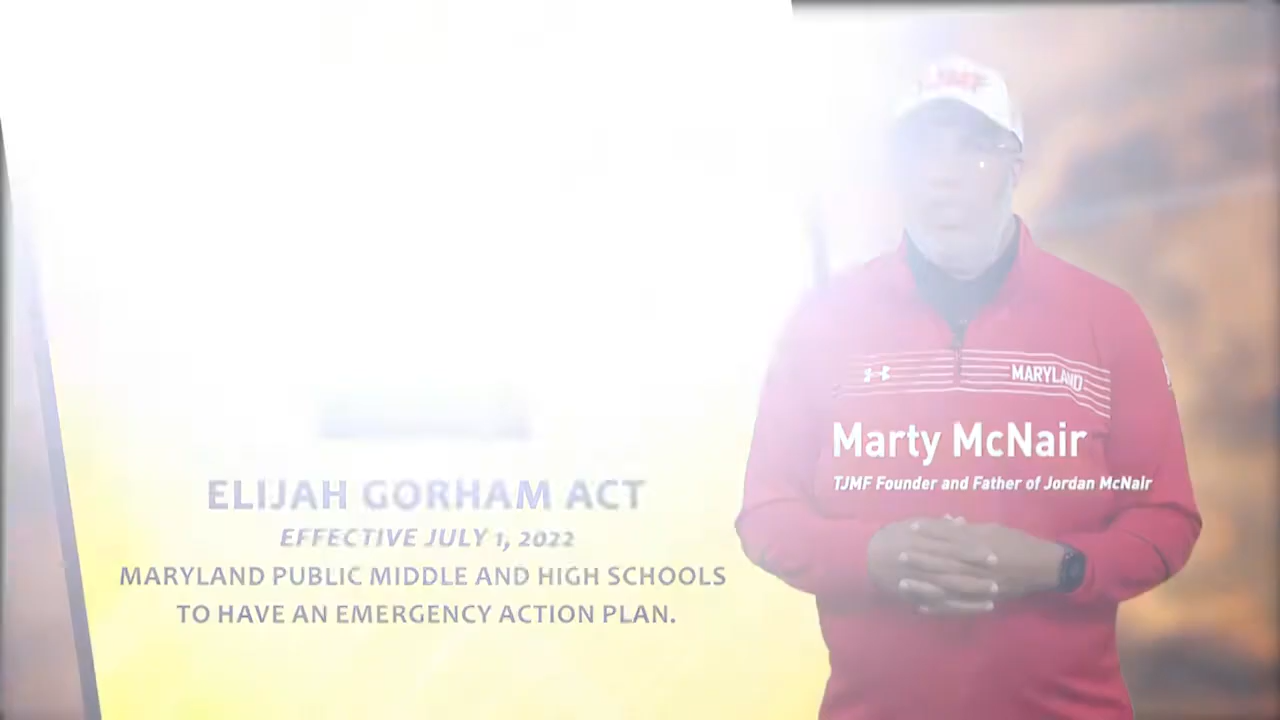 ELIJAH GORHAM ACT
EFFECTIVE JULY 1, 2022
MARYLAND PUBLIC MIDDLE AND HIGH SCHOOLS
TO HAVE AN EMERGENCY ACTION PLAN.
MARYLAND
Marty McNair
TJMF Founder and Father of Jordan McNair